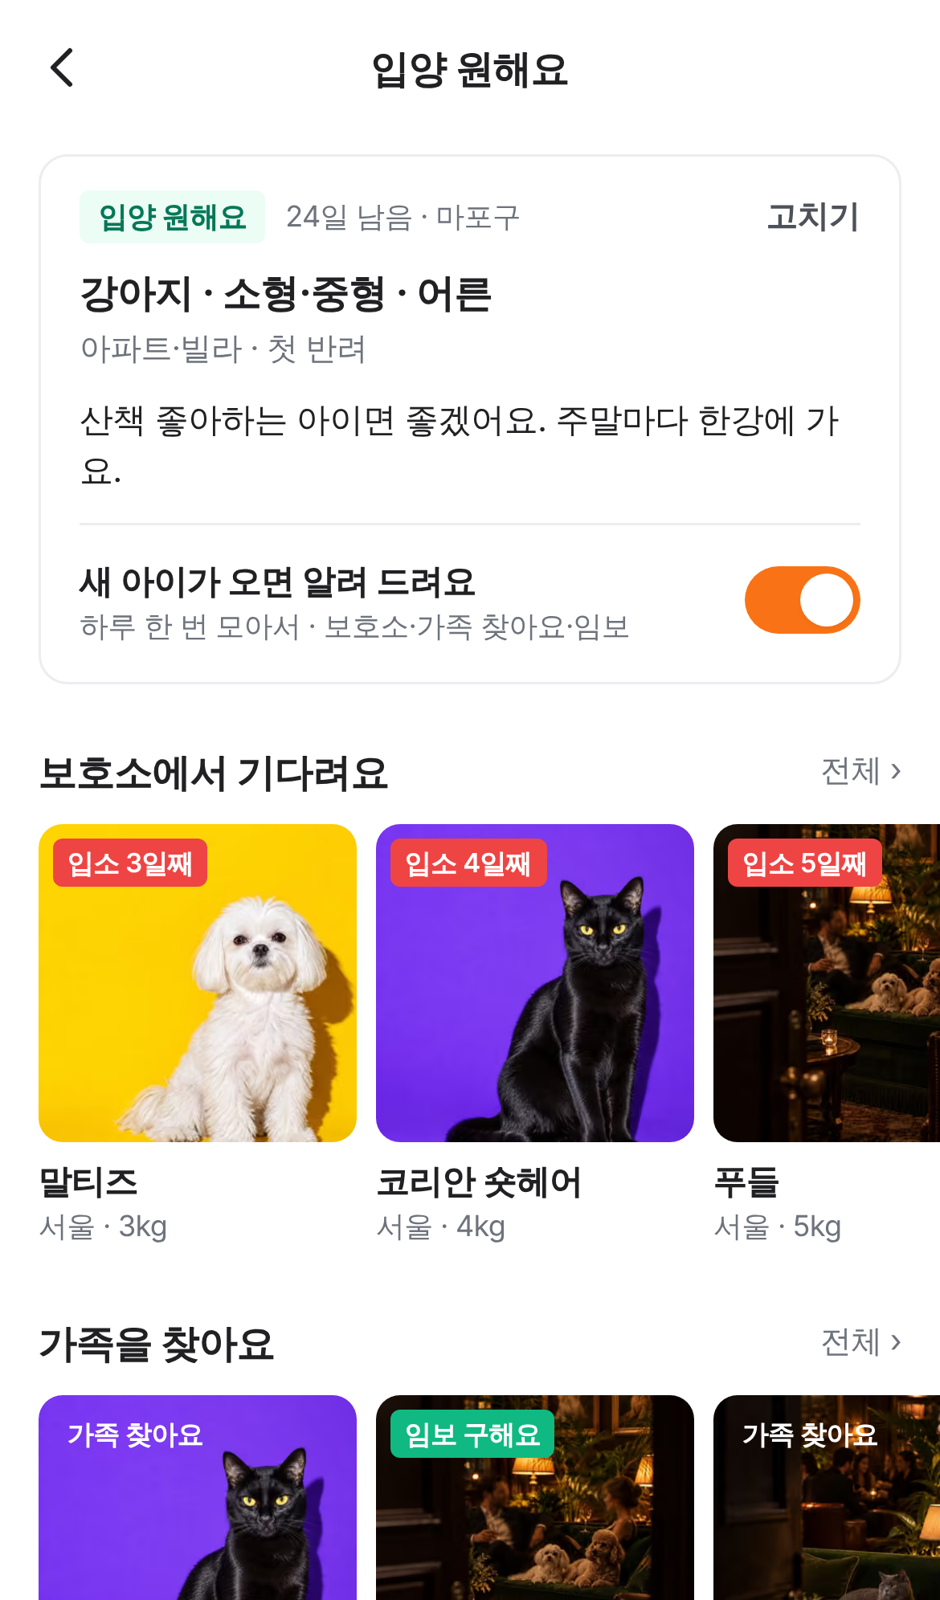 입양 원해요
입양 원해요 24일 남음 · 마포구 고치기
강아지 · 소형·중형 · 어른
아파트·빌라 · 첫 반려
산책 좋아하는 아이면 좋겠어요. 주말마다 한강에 가
요.
새 아이가 오면 알려 드려요
하루 한 번 모아서 · 보호소·가족 찾아요·임보
보호소에서 기다려요 전체 ›
입소 3일째 입소 4일째 입소 5일째
말티즈 코리안 숏헤어 푸들
서울 · 3kg 서울 · 4kg 서울 · 5kg
가족을 찾아요 전체 ›
가족 찾아요 임보 구해요 가족 찾아요